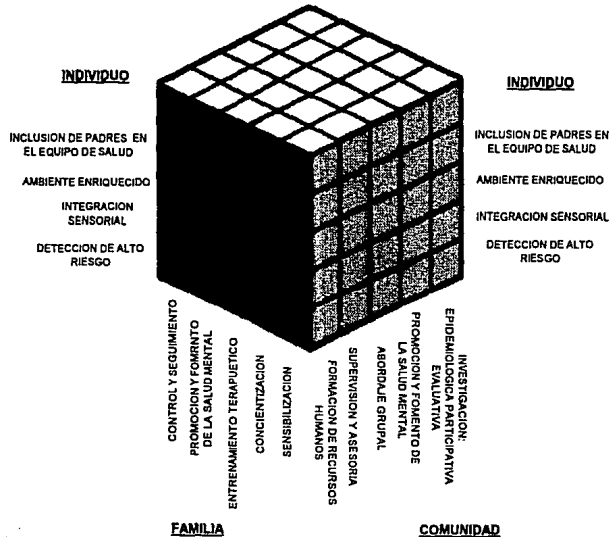 INDIVIDUO
INCLUSION DE PADRES EN
EL EQUIPO DE SALUD
AMBIENTE ENRIQUECIDO
INTEGRACION
SENSORIAL
DETECCION DE ALTO
RIESGO
INDIVIDUO
INCLUSION DE PADRES EN
EL EQUIPO DE SALUD
AMBIENTE ENRIQUECIDO
INTEGRACION SENSORIAL
DETECCION DE ALTO
RIESGO
CONTROL Y SEGUIMIENTO
PROMOCION Y FOMRNTO
DE LA SALUD MENTAL
ENTRENAMIENTO TERAPUETICO
CONCIENTIZACION
SENSIBILIZACION
FORMACION DE RECURSOS
HUMANOS
SUPERVISION Y ASESORIA
ABORDAJE GRUPAL
PROMOCION Y FOMENTO DE
LA SALUD MENTAL
INVESTIGACION:
EPIDEMIOLOGICA PARTICIPATIVA
EVALUATIVA
FAMILIA
COMUNIDAD